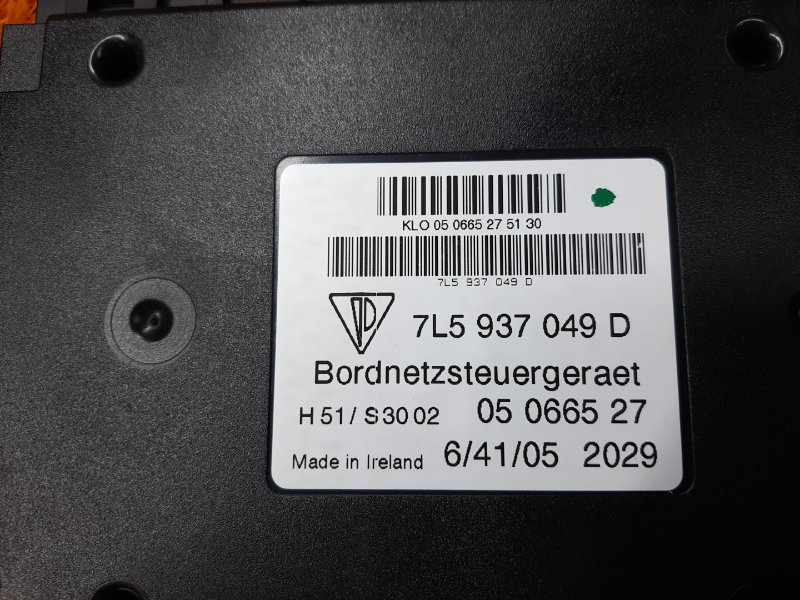 KLO 05 0665 27 51 30
7L5 937 049 D
7L5 937 049 D
Bordnetzsteuergeraet
H 51 / S 30 02 05 0665 27
Made in Ireland 6/41/05 2029